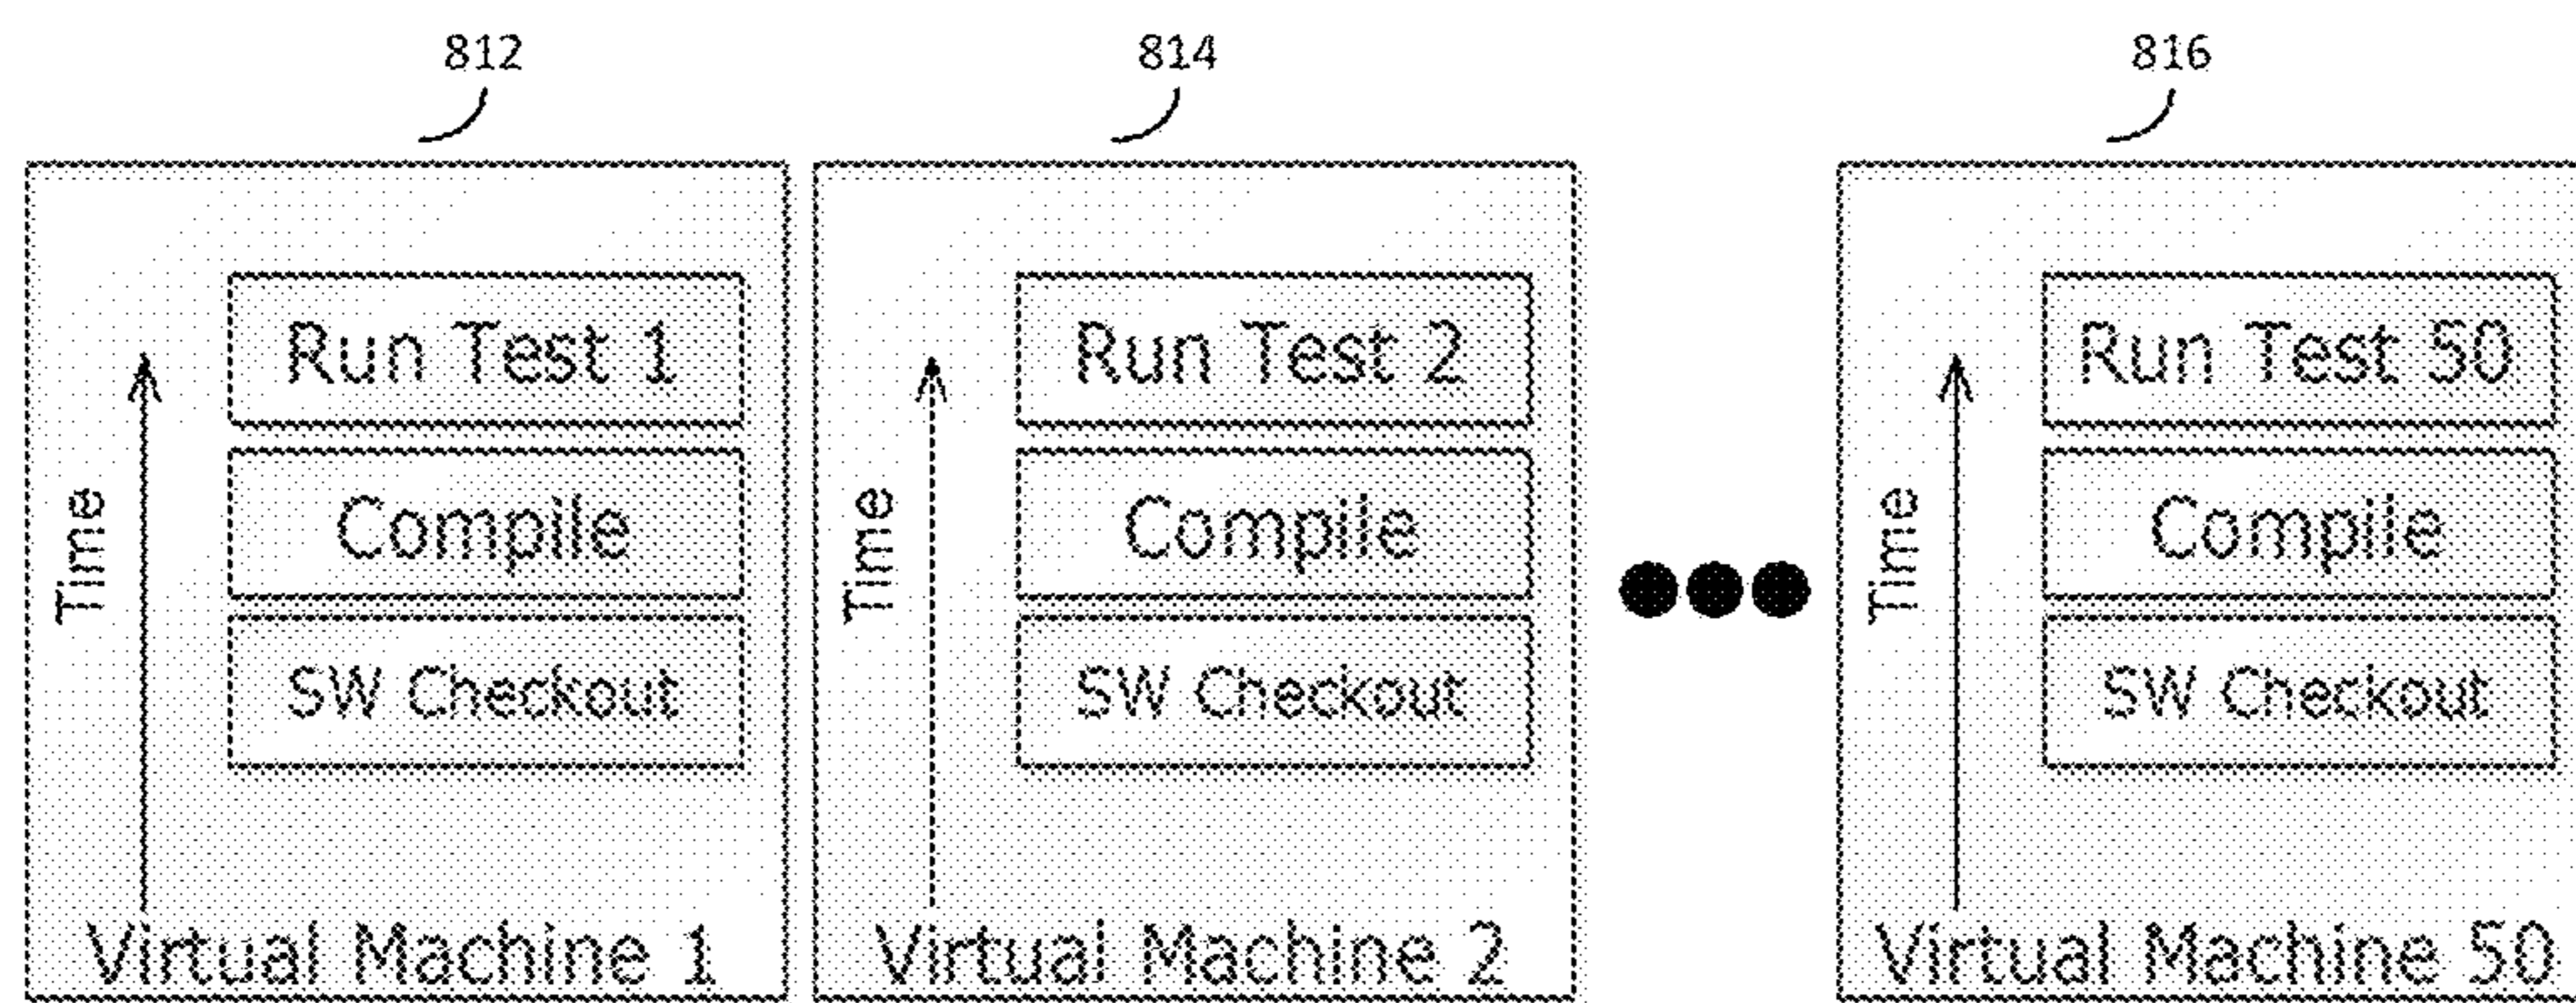 812
814
816
Run Test 1
Compile
SW Checkout
Time
Virtual Machine 1
Run Test 2
Compile
SW Checkout
Time
Virtual Machine 2
Run Test 50
Compile
SW Checkout
Time
Virtual Machine 50